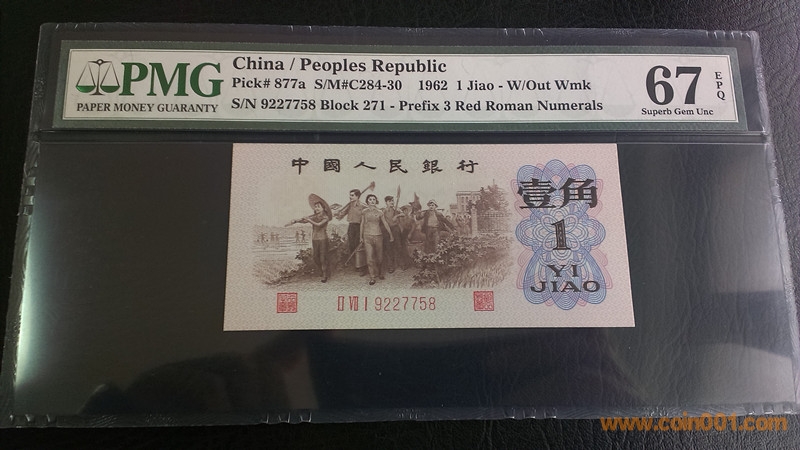 PMG
PAPER MONEY GUARANTY
China / Peoples Republic
Pick# 877a S/M#C284-30 1962 1 Jiao - W/Out Wmk
S/N 9227758 Block 271 - Prefix 3 Red Roman Numerals
67 EPQ
Superb Gem Unc
中國人民銀行
壹角
1
YI
JIAO
II VII I 9227758
www.coin001.com